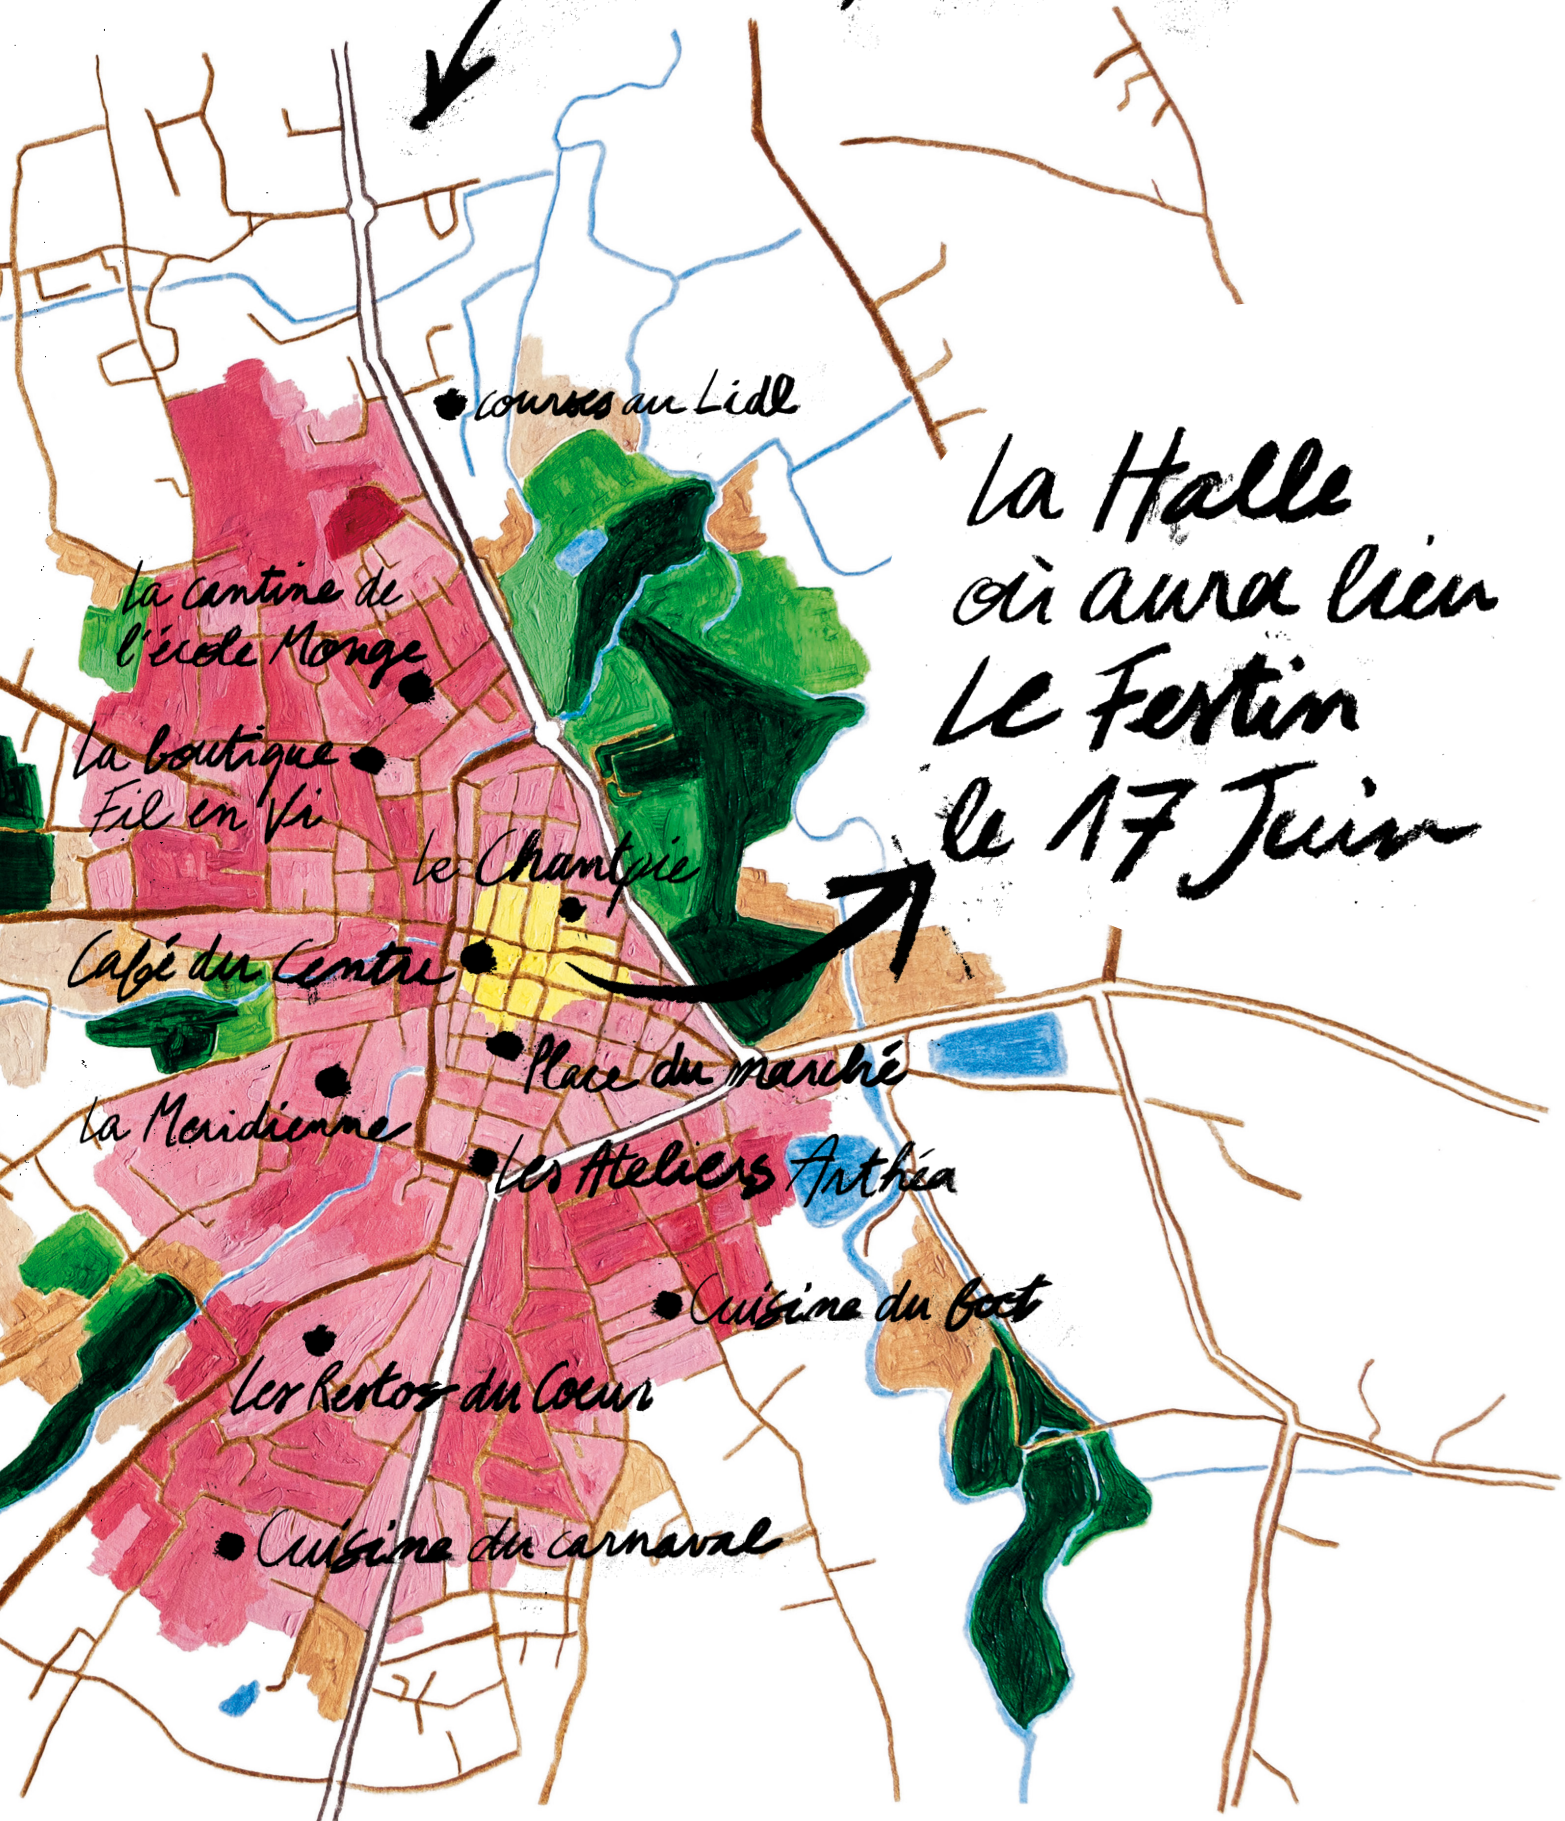 courses au Lidl
La Halle
où aura lieu
Le Festin
le 17 Juin
La cantine de
l'école Monge
La boutique
Fil en Vi
Le Chantpie
Café du Centre
Place du marché
La Meridienne
Les Ateliers Arthéa
Cuisine du foot
Les Restos du Coeur
Cuisine du carnaval